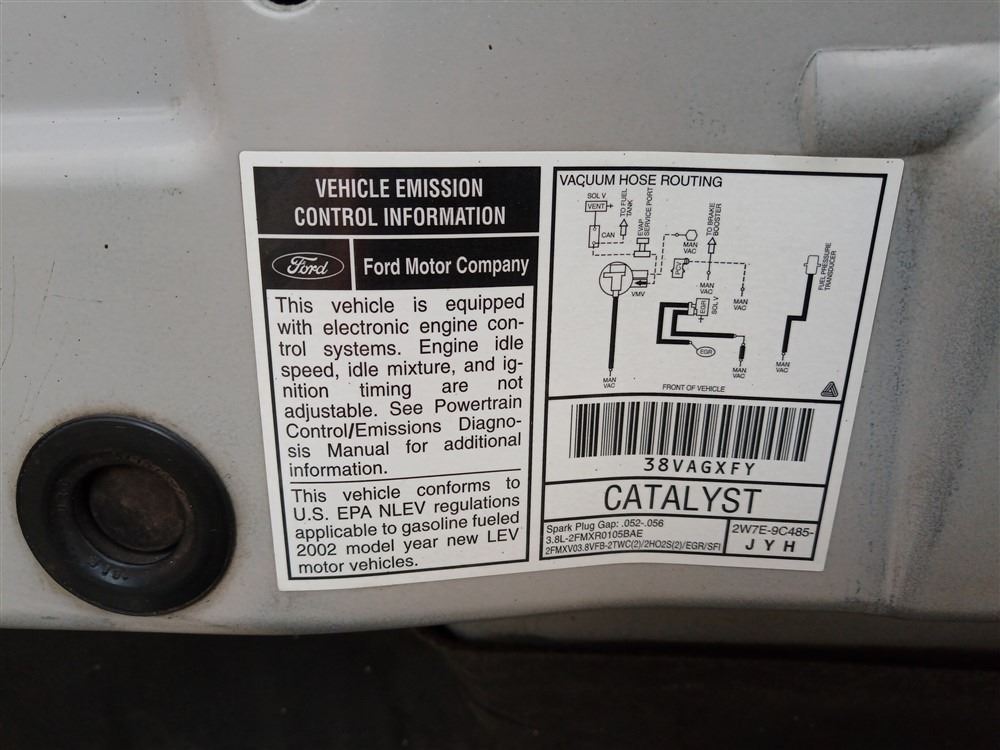 VEHICLE EMISSION
CONTROL INFORMATION
Ford
Ford Motor Company
This vehicle is equipped
with electronic engine con-
trol systems. Engine idle
speed, idle mixture, and ig-
nition timing are not
adjustable. See Powertrain
Control/Emissions Diagno-
sis Manual for additional
information.
This vehicle conforms to
U.S. EPA NLEV regulations
applicable to gasoline fueled
2002 model year new LEV
motor vehicles.
VACUUM HOSE ROUTING
SOL V
VENT
CAN
TO FUEL
TANK
EVAP
SERVICE PORT
MAN
VAC
TO BRAKE
BOOSTER
PCV
MAN
VAC
MAN
VAC
FUEL PRESSURE
TRANSDUCER
VMV
EGR
SOL V
EGR
MAN
VAC
MAN
VAC
MAN
VAC
FRONT OF VEHICLE
38VAGXFY
CATALYST
Spark Plug Gap: .052-.056
3.8L-2FMXR0105BAE
2FMXV03.8VFB-2TWC(2)/2HO2S(2)/EGR/SFI
2W7E-9C485-
J Y H